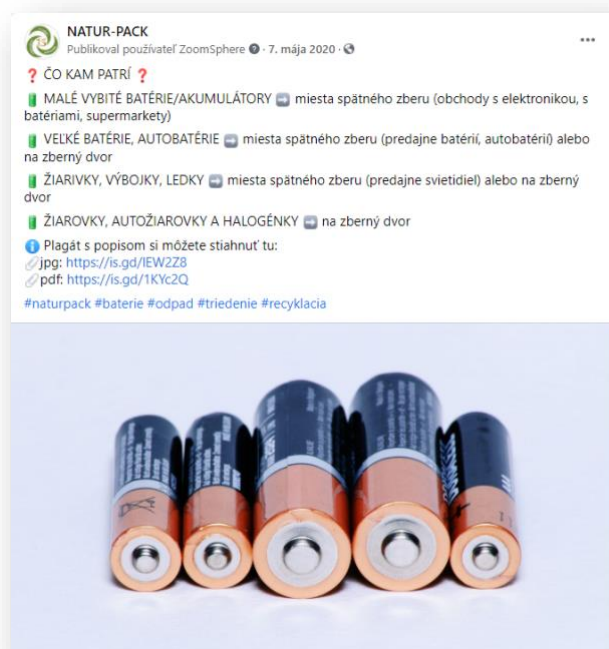 NATUR-PACK
Publikoval používateľ ZoomSphere · 7. mája 2020 ·
❓ ČO KAM PATRÍ ❓
MALÉ VYBITÉ BATÉRIE/AKUMULÁTORY ➡️ miesta spätného zberu (obchody s elektronikou, s
batériami, supermarkety)
VEĽKÉ BATÉRIE, AUTOBATÉRIE ➡️ miesta spätného zberu (predajne batérií, autobatérií) alebo
na zberný dvor
ŽIARIVKY, VÝBOJKY, LEDKY ➡️ miesta spätného zberu (predajne svietidiel) alebo na zberný
dvor
ŽIAROVKY, AUTOŽIAROVKY A HALOGÉNKY ➡️ na zberný dvor
ℹ️ Plagát s popisom si môžete stiahnuť tu:
jpg: https://is.gd/IEW2Z8
pdf: https://is.gd/1KYc2Q
#naturpack #baterie #odpad #triedenie #recyklacia